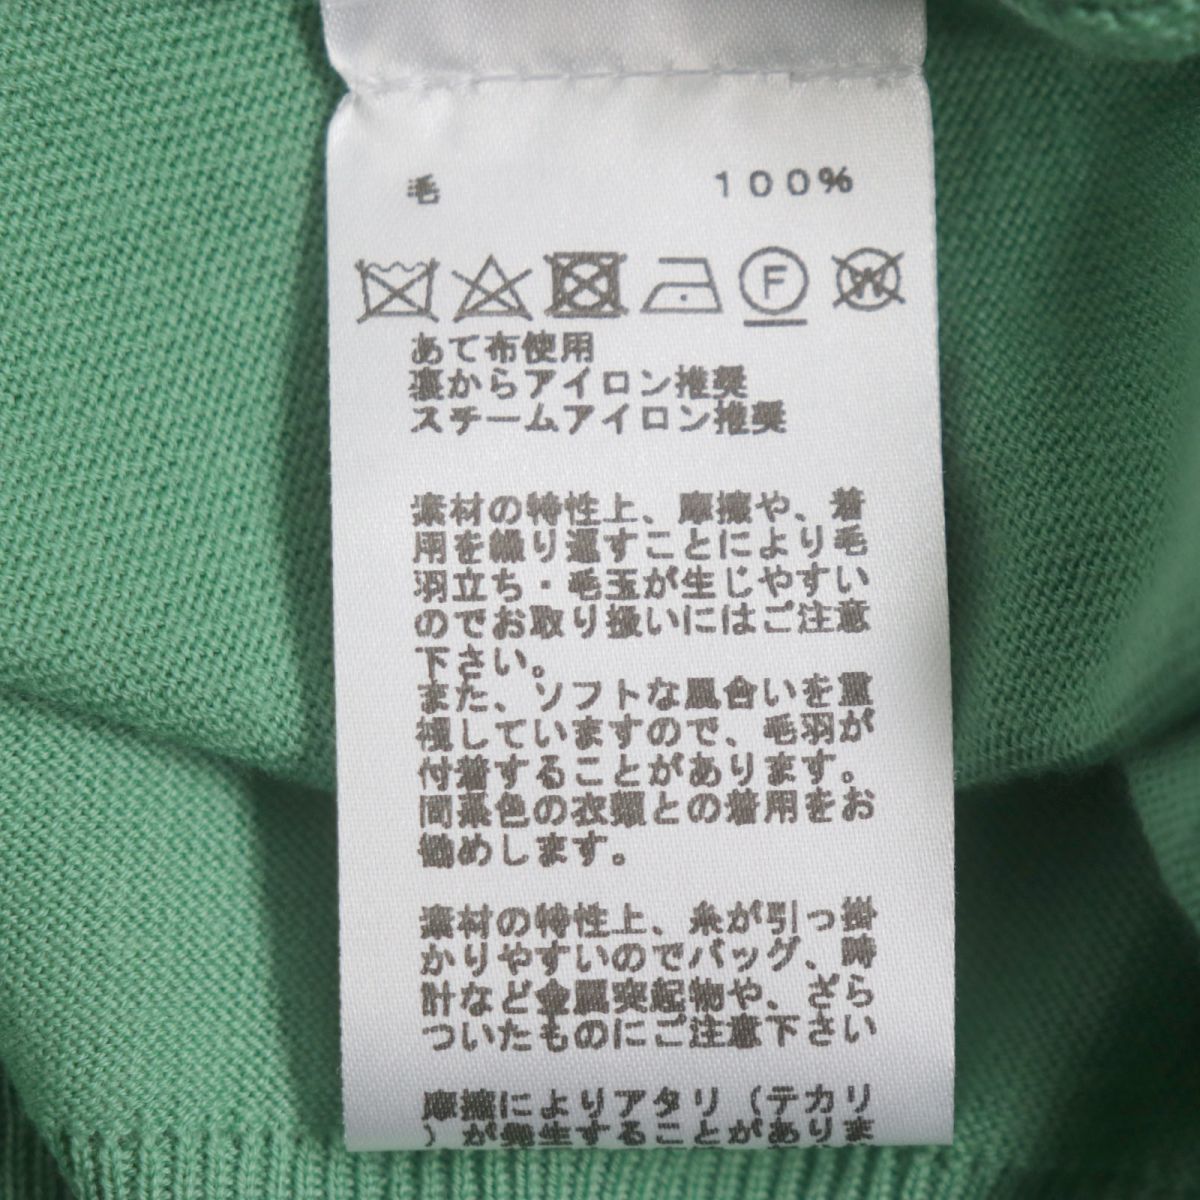 毛 100%
F W
あて布使用
裏からアイロン推奨
スチームアイロン推奨
素材の特性上、摩擦や、着
用を繰り返すことにより毛
羽立ち・毛玉が生じやすい
のでお取り扱いにはご注意
下さい。
また、ソフトな風合いを重
視していますので、毛羽が
付着することがあります。
同系色の衣類との着用をお
勧めします。
素材の特性上、糸が引っ掛
かりやすいのでバッグ、時
計など金属突起物や、ざら
ついたものにご注意下さい
摩擦によりアタリ（テカリ
）が発生することがありま